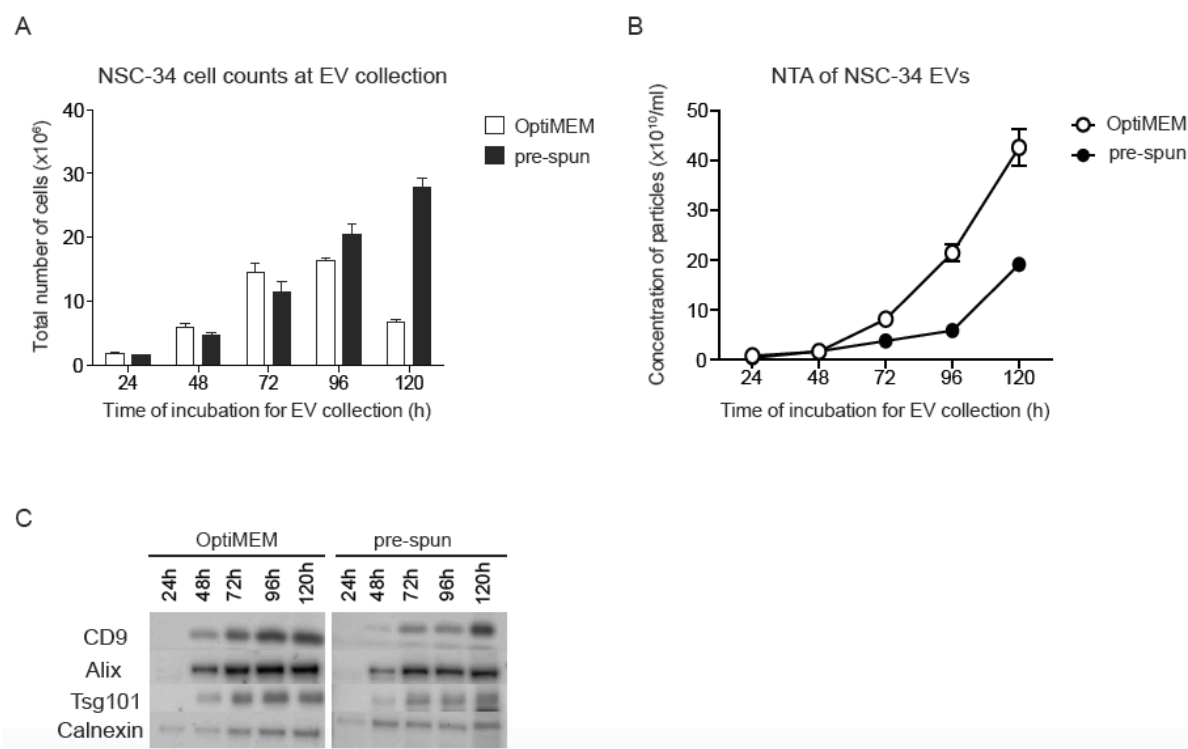 A
NSC-34 cell counts at EV collection
Total number of cells (x10⁶)
40
30
20
10
0
24 48 72 96 120
Time of incubation for EV collection (h)
OptiMEM
pre-spun
B
NTA of NSC-34 EVs
Concentration of particles (x10¹⁰/ml)
50
40
30
20
10
0
24 48 72 96 120
Time of incubation for EV collection (h)
OptiMEM
pre-spun
C
OptiMEM pre-spun
24h 48h 72h 96h 120h 24h 48h 72h 96h 120h
CD9
Alix
Tsg101
Calnexin